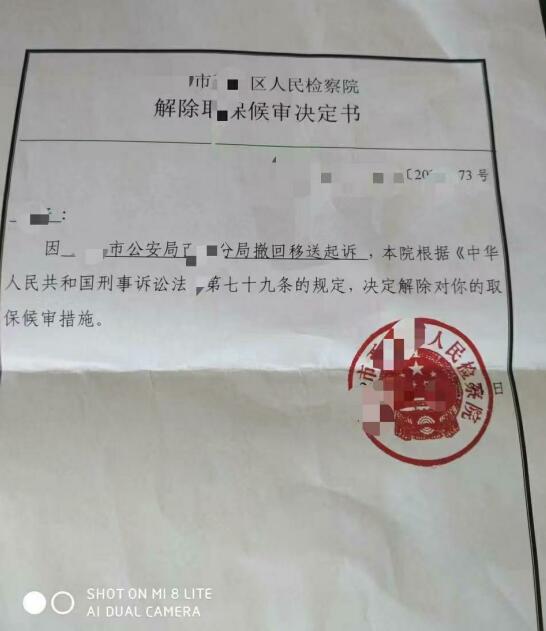 市 区人民检察院
解除取保候审决定书
〔20 73号
：
因 市公安局 分局撤回移送起诉，本院根据《中华
人民共和国刑事诉讼法 第七十九条的规定，决定解除对你的取
保候审措施。
市 人民检察院
日
SHOT ON MI 8 LITE
AI DUAL CAMERA